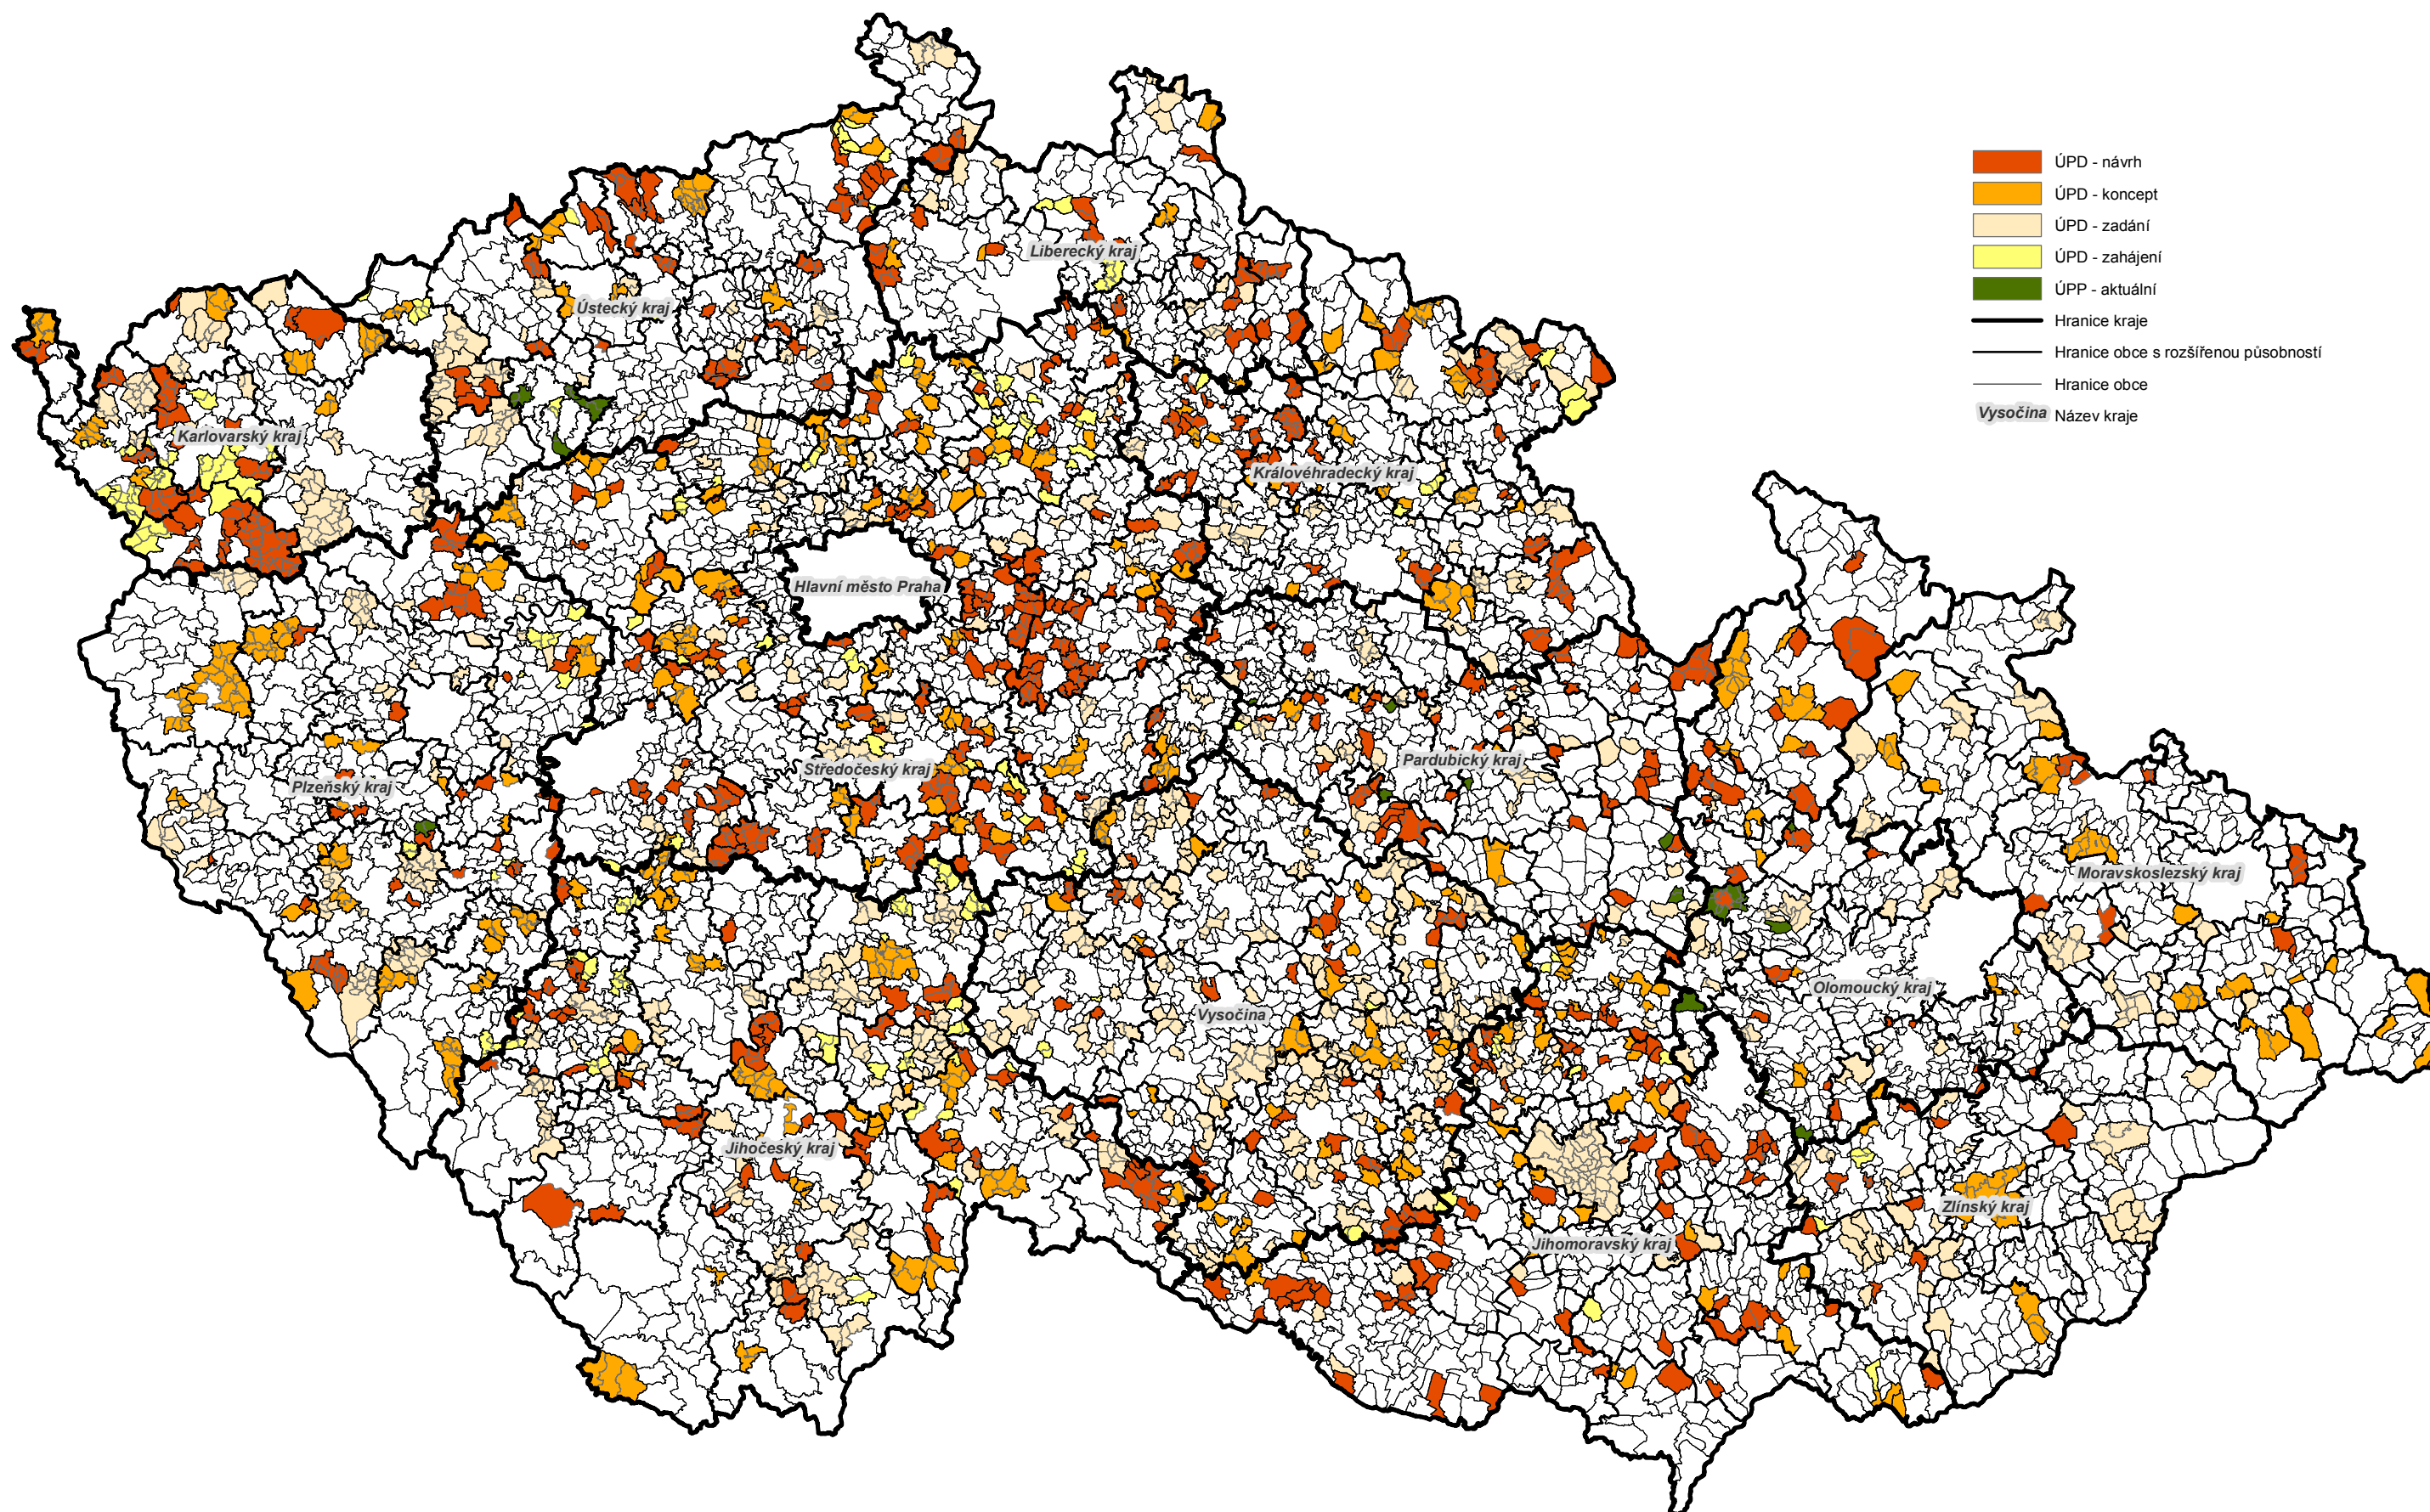 ÚPD - návrh
ÚPD - koncept
ÚPD - zadání
ÚPD - zahájení
ÚPP - aktuální
Hranice kraje
Hranice obce s rozšířenou působností
Hranice obce
Vysočina Název kraje
Liberecký kraj
Ústecký kraj
Karlovarský kraj
Královéhradecký kraj
Hlavní město Praha
Pardubický kraj
Středočeský kraj
Plzeňský kraj
Moravskoslezský kraj
Olomoucký kraj
Vysočina
Jihočeský kraj
Zlínský kraj
Jihomoravský kraj